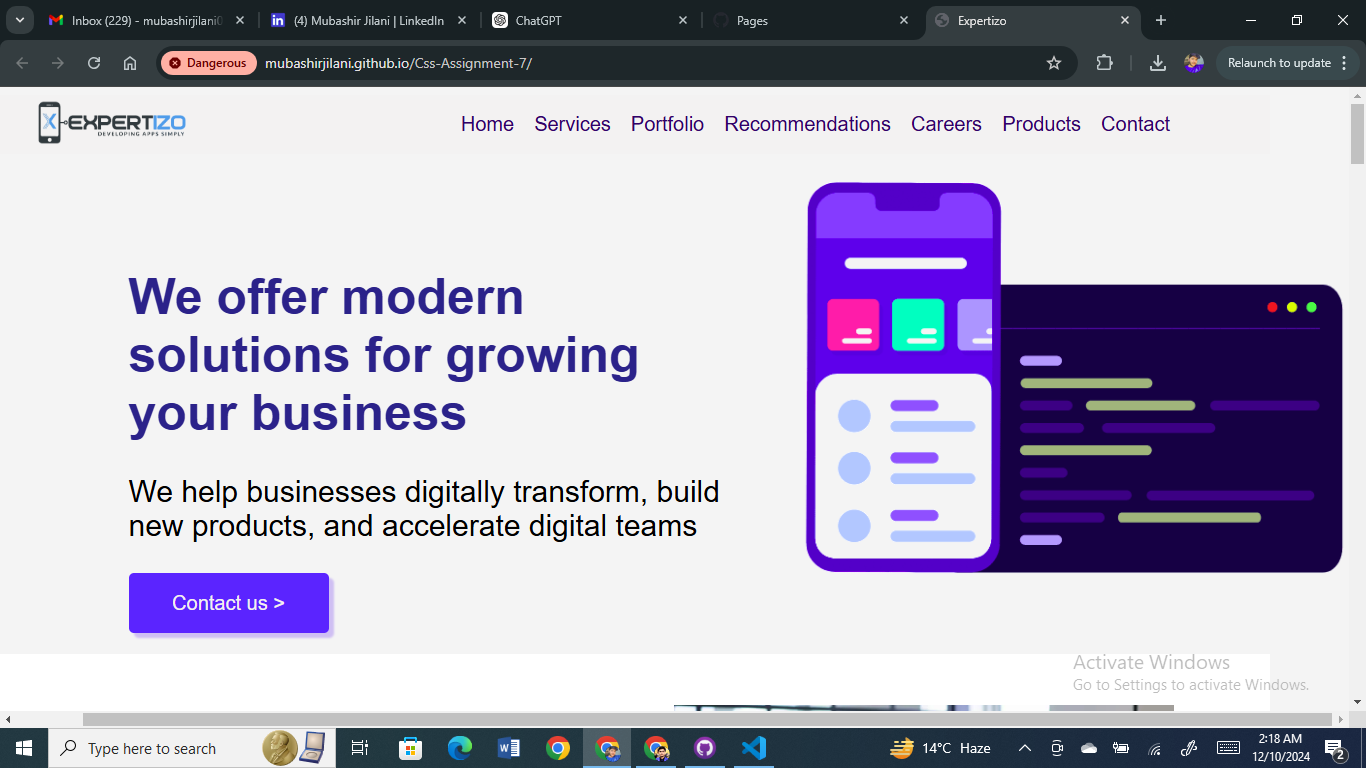 Inbox (229) - mubashirjilani0
(4) Mubashir Jilani | LinkedIn
ChatGPT
Pages
Expertizo
Dangerous
mubashirjilani.github.io/Css-Assignment-7/
Relaunch to update
X EXPERTIZO
DEVELOPING APPS SIMPLY
Home Services Portfolio Recommendations Careers Products Contact
We offer modern
solutions for growing
your business
We help businesses digitally transform, build
new products, and accelerate digital teams
Contact us >
Activate Windows
Go to Settings to activate Windows.
Type here to search
14°C Haze
2:18 AM
12/10/2024
2